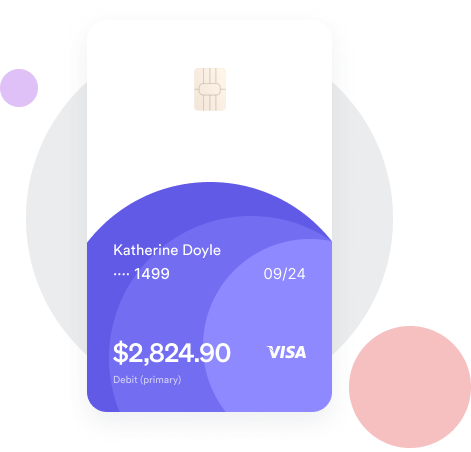 Katherine Doyle
···· 1499 09/24
$2,824.90 VISA
Debit (primary)